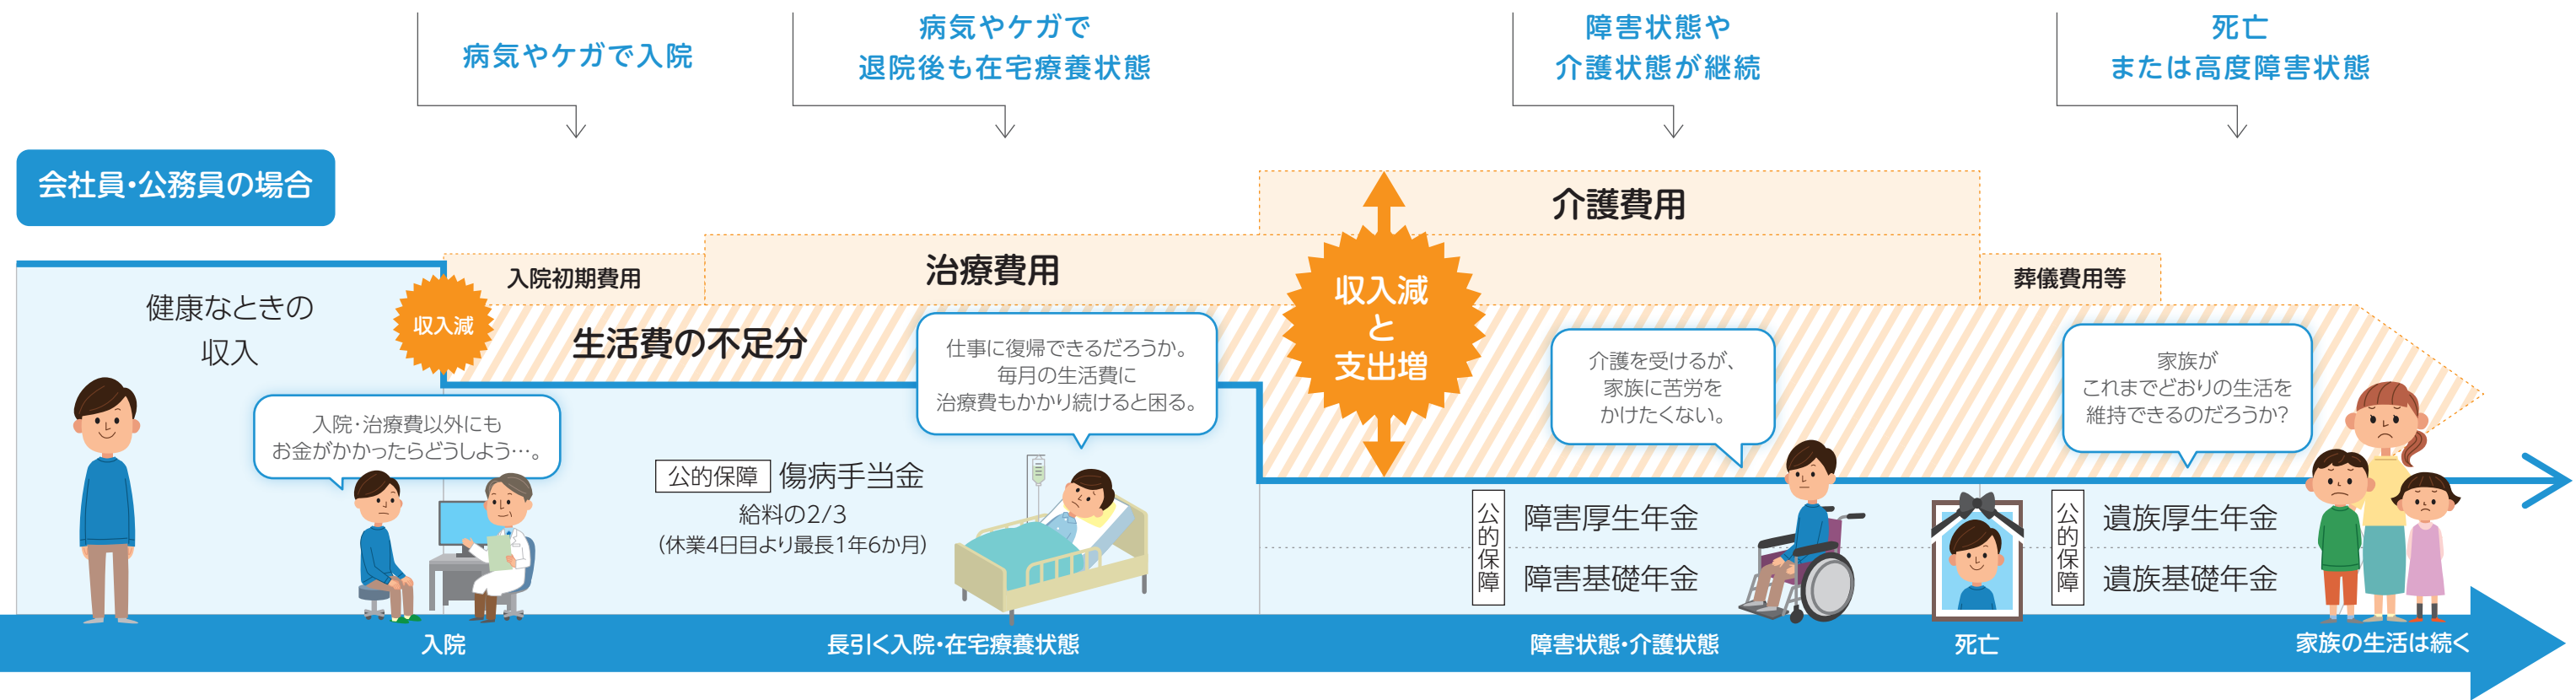 病気やケガで入院
病気やケガで
退院後も在宅療養状態
障害状態や
介護状態が継続
死亡
または高度障害状態
会社員・公務員の場合
健康なときの
収入
収入減
入院初期費用
治療費用
介護費用
葬儀費用等
生活費の不足分
収入減
と
支出増
入院・治療費以外にも
お金がかかったらどうしよう…。
仕事に復帰できるだろうか。
毎月の生活費に
治療費もかかり続けると困る。
介護を受けるが、
家族に苦労を
かけたくない。
家族が
これまでどおりの生活を
維持できるのだろうか?
公的保障 傷病手当金
給料の2/3
(休業4日目より最長1年6か月)
公的保障
障害厚生年金
障害基礎年金
公的保障
遺族厚生年金
遺族基礎年金
入院
長引く入院・在宅療養状態
障害状態・介護状態
死亡
家族の生活は続く